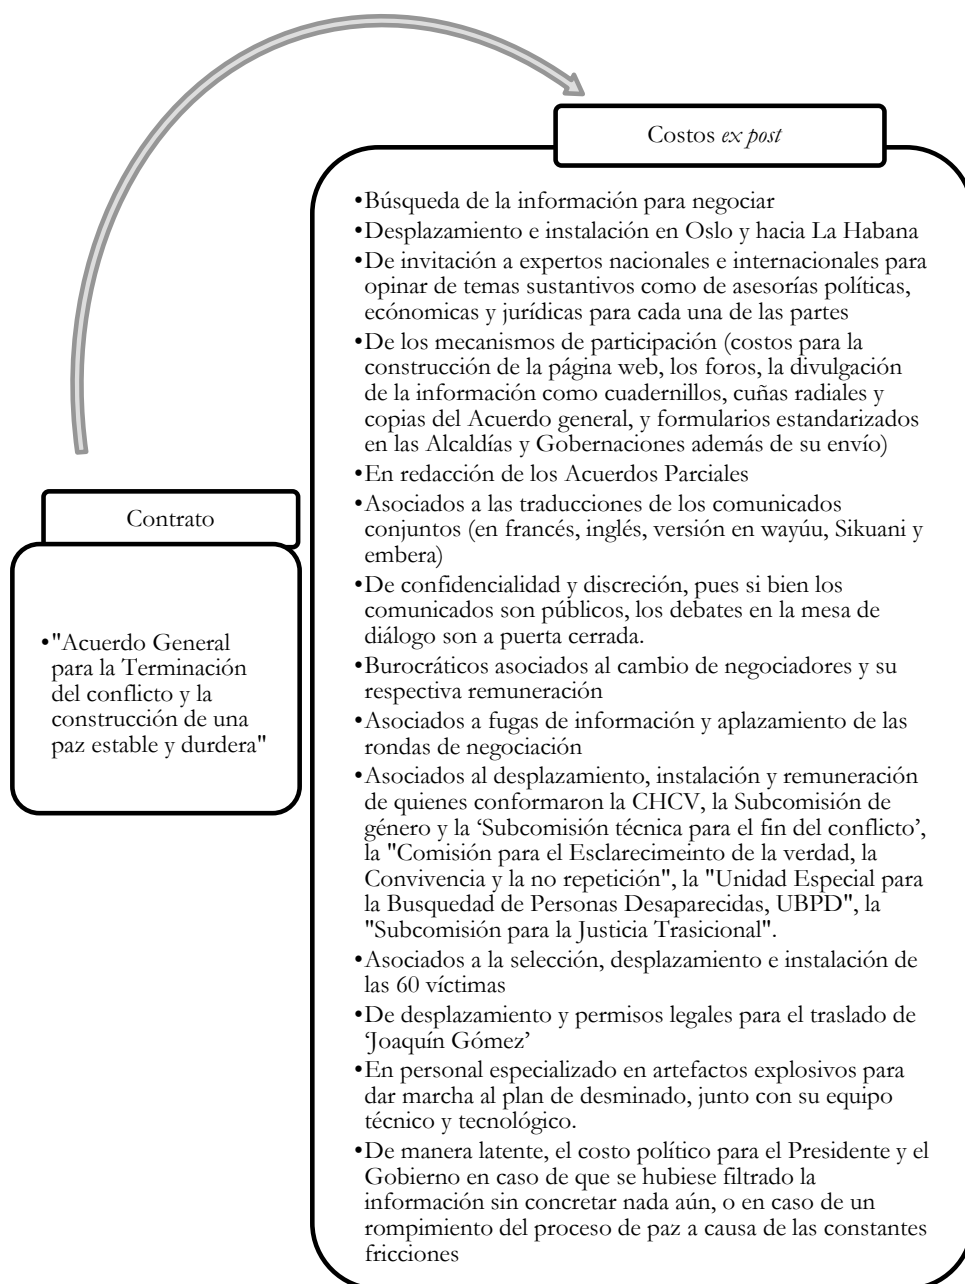 Costos ex post
•Búsqueda de la información para negociar
•Desplazamiento e instalación en Oslo y hacia La Habana
•De invitación a expertos nacionales e internacionales para
opinar de temas sustantivos como de asesorías políticas,
ecónomicas y jurídicas para cada una de las partes
•De los mecanismos de participación (costos para la
construcción de la página web, los foros, la divulgación
de la información como cuadernillos, cuñas radiales y
copias del Acuerdo general, y formularios estandarizados
en las Alcaldías y Gobernaciones además de su envío)
•En redacción de los Acuerdos Parciales
•Asociados a las traducciones de los comunicados
conjuntos (en francés, inglés, versión en wayúu, Sikuani y
embera)
•De confidencialidad y discreción, pues si bien los
comunicados son públicos, los debates en la mesa de
diálogo son a puerta cerrada.
•Burocráticos asociados al cambio de negociadores y su
respectiva remuneración
•Asociados a fugas de información y aplazamiento de las
rondas de negociación
•Asociados al desplazamiento, instalación y remuneración
de quienes conformaron la CHCV, la Subcomisión de
género y la ‘Subcomisión técnica para el fin del conflicto’,
la "Comisión para el Esclarecimeinto de la verdad, la
Convivencia y la no repetición", la "Unidad Especial para
la Busquedad de Personas Desaparecidas, UBPD", la
"Subcomisión para la Justicia Trasicional".
•Asociados a la selección, desplazamiento e instalación de
las 60 víctimas
•De desplazamiento y permisos legales para el traslado de
‘Joaquín Gómez’
•En personal especializado en artefactos explosivos para
dar marcha al plan de desminado, junto con su equipo
técnico y tecnológico.
•De manera latente, el costo político para el Presidente y el
Gobierno en caso de que se hubiese filtrado la
información sin concretar nada aún, o en caso de un
rompimiento del proceso de paz a causa de las constantes
fricciones
Contrato
•"Acuerdo General
para la Terminación
del conflicto y la
construcción de una
paz estable y durdera"